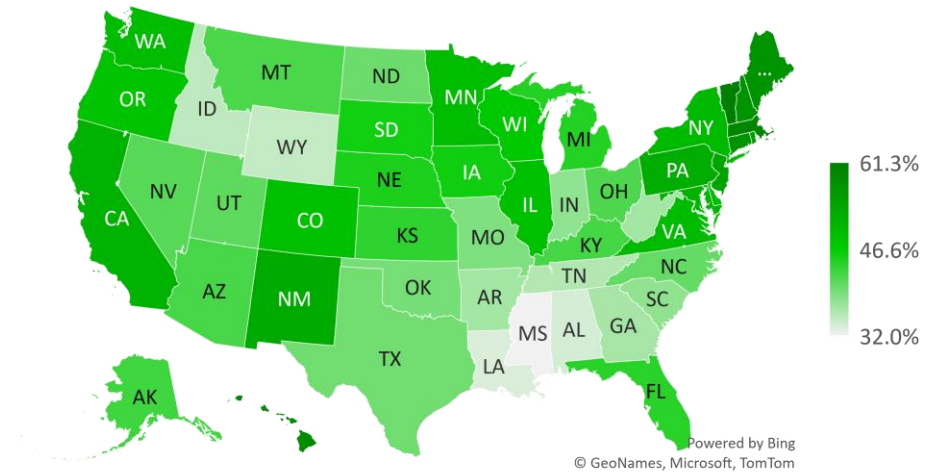 WA
MT
ND
OR
ID
MN
WI
MI
NY
...
SD
WY
IA
PA
NE
NV
UT
CO
IL
IN
OH
CA
KS
MO
KY
VA
NC
TN
AZ
NM
OK
AR
SC
MS
AL
GA
TX
LA
AK
FL
61.3%
46.6%
32.0%
Powered by Bing
© GeoNames, Microsoft, TomTom